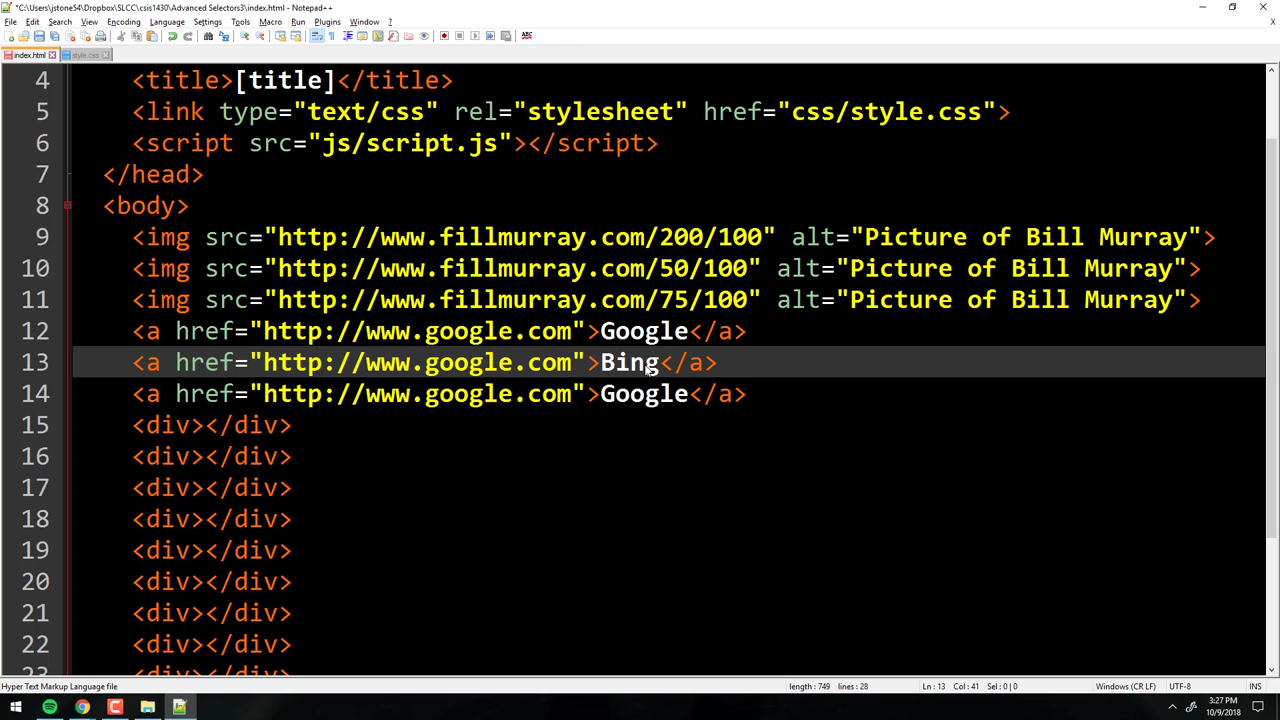 *C:\Users\jstone54\Dropbox\SLCC\csis1430\Advanced Selectors3\index.html - Notepad++
File Edit Search View Encoding Language Settings Tools Macro Run Plugins Window ?
X
index.html style.css
4 <title>[title]</title>
5 <link type="text/css" rel="stylesheet" href="css/style.css">
6 <script src="js/script.js"></script>
7 </head>
8 <body>
9 <img src="http://www.fillmurray.com/200/100" alt="Picture of Bill Murray">
10 <img src="http://www.fillmurray.com/50/100" alt="Picture of Bill Murray">
11 <img src="http://www.fillmurray.com/75/100" alt="Picture of Bill Murray">
12 <a href="http://www.google.com">Google</a>
13 <a href="http://www.google.com">Bing</a>
14 <a href="http://www.google.com">Google</a>
15 <div></div>
16 <div></div>
17 <div></div>
18 <div></div>
19 <div></div>
20 <div></div>
21 <div></div>
22 <div></div>
23 <div></div>
Hyper Text Markup Language file length : 749 lines : 28 Ln : 13 Col : 41 Sel : 0 | 0 Windows (CR LF) UTF-8 INS
3:27 PM
10/9/2018